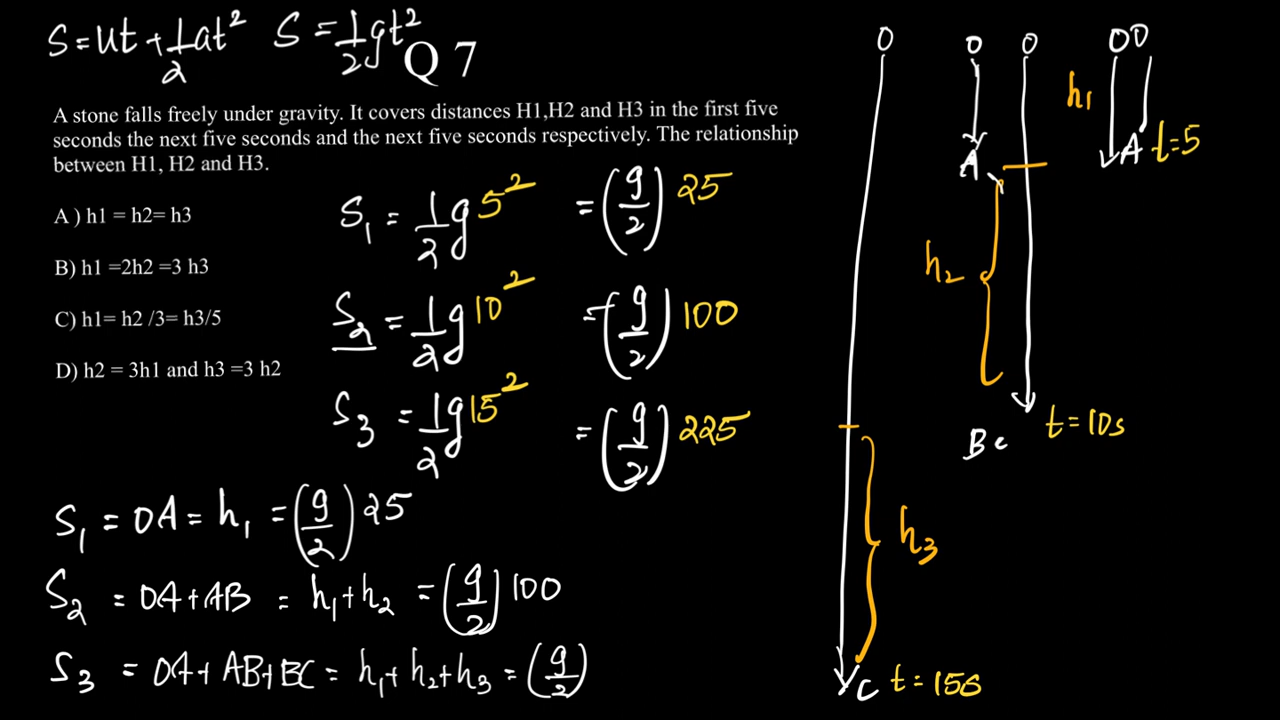 S = ut + 1/2 at² S = 1/2 gt²
Q 7
A stone falls freely under gravity. It covers distances H1,H2 and H3 in the first five
seconds the next five seconds and the next five seconds respectively. The relationship
between H1, H2 and H3.
A ) h1 = h2= h3
B) h1 =2h2 =3 h3
C) h1= h2 /3= h3/5
D) h2 = 3h1 and h3 =3 h2
S₁ = 1/2 g 5² = (g/2) 25
S₂ = 1/2 g 10² = (g/2) 100
S₃ = 1/2 g 15² = (g/2) 225
S₁ = OA = h₁ = (g/2) 25
S₂ = OA + AB = h₁ + h₂ = (g/2) 100
S₃ = OA + AB + BC = h₁ + h₂ + h₃ = (g/2)
O O O O O
h₁
A A t=5
h₂
B c t=10s
h₃
C t=15s